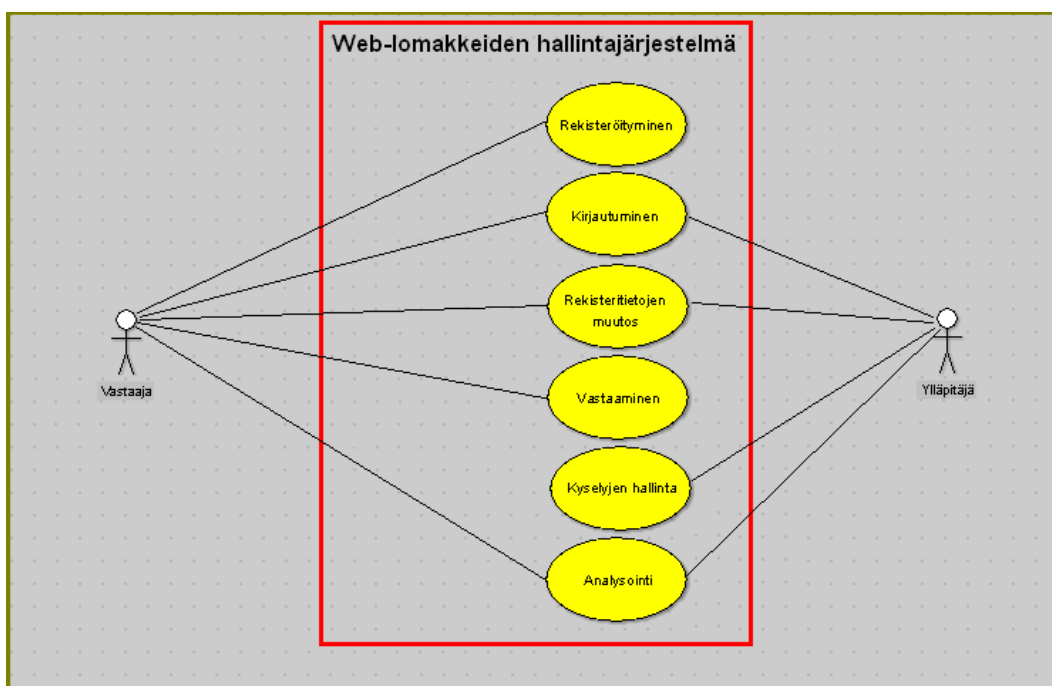 Web-lomakkeiden hallintajärjestelmä
Rekisteröityminen
Kirjautuminen
Rekisteritietojen
muutos
Vastaaja
Ylläpitäjä
Vastaaminen
Kyselyjen hallinta
Analysointi